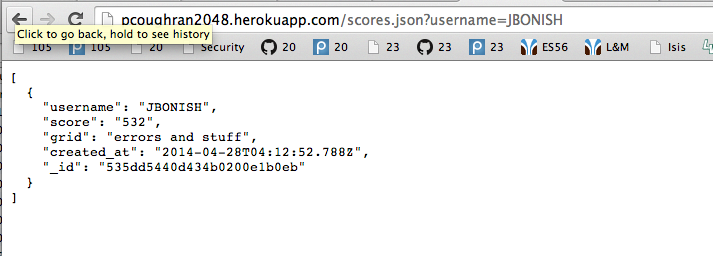 pcoughran2048.herokuapp.com/scores.json?username=JBONISH
Click to go back, hold to see history
105 105 20 Security 20 20 23 23 ES56 L&M Isis
[
{
"username": "JBONISH",
"score": "532",
"grid": "errors and stuff",
"created_at": "2014-04-28T04:12:52.788Z",
"_id": "535dd5440d434b0200e1b0eb"
}
]